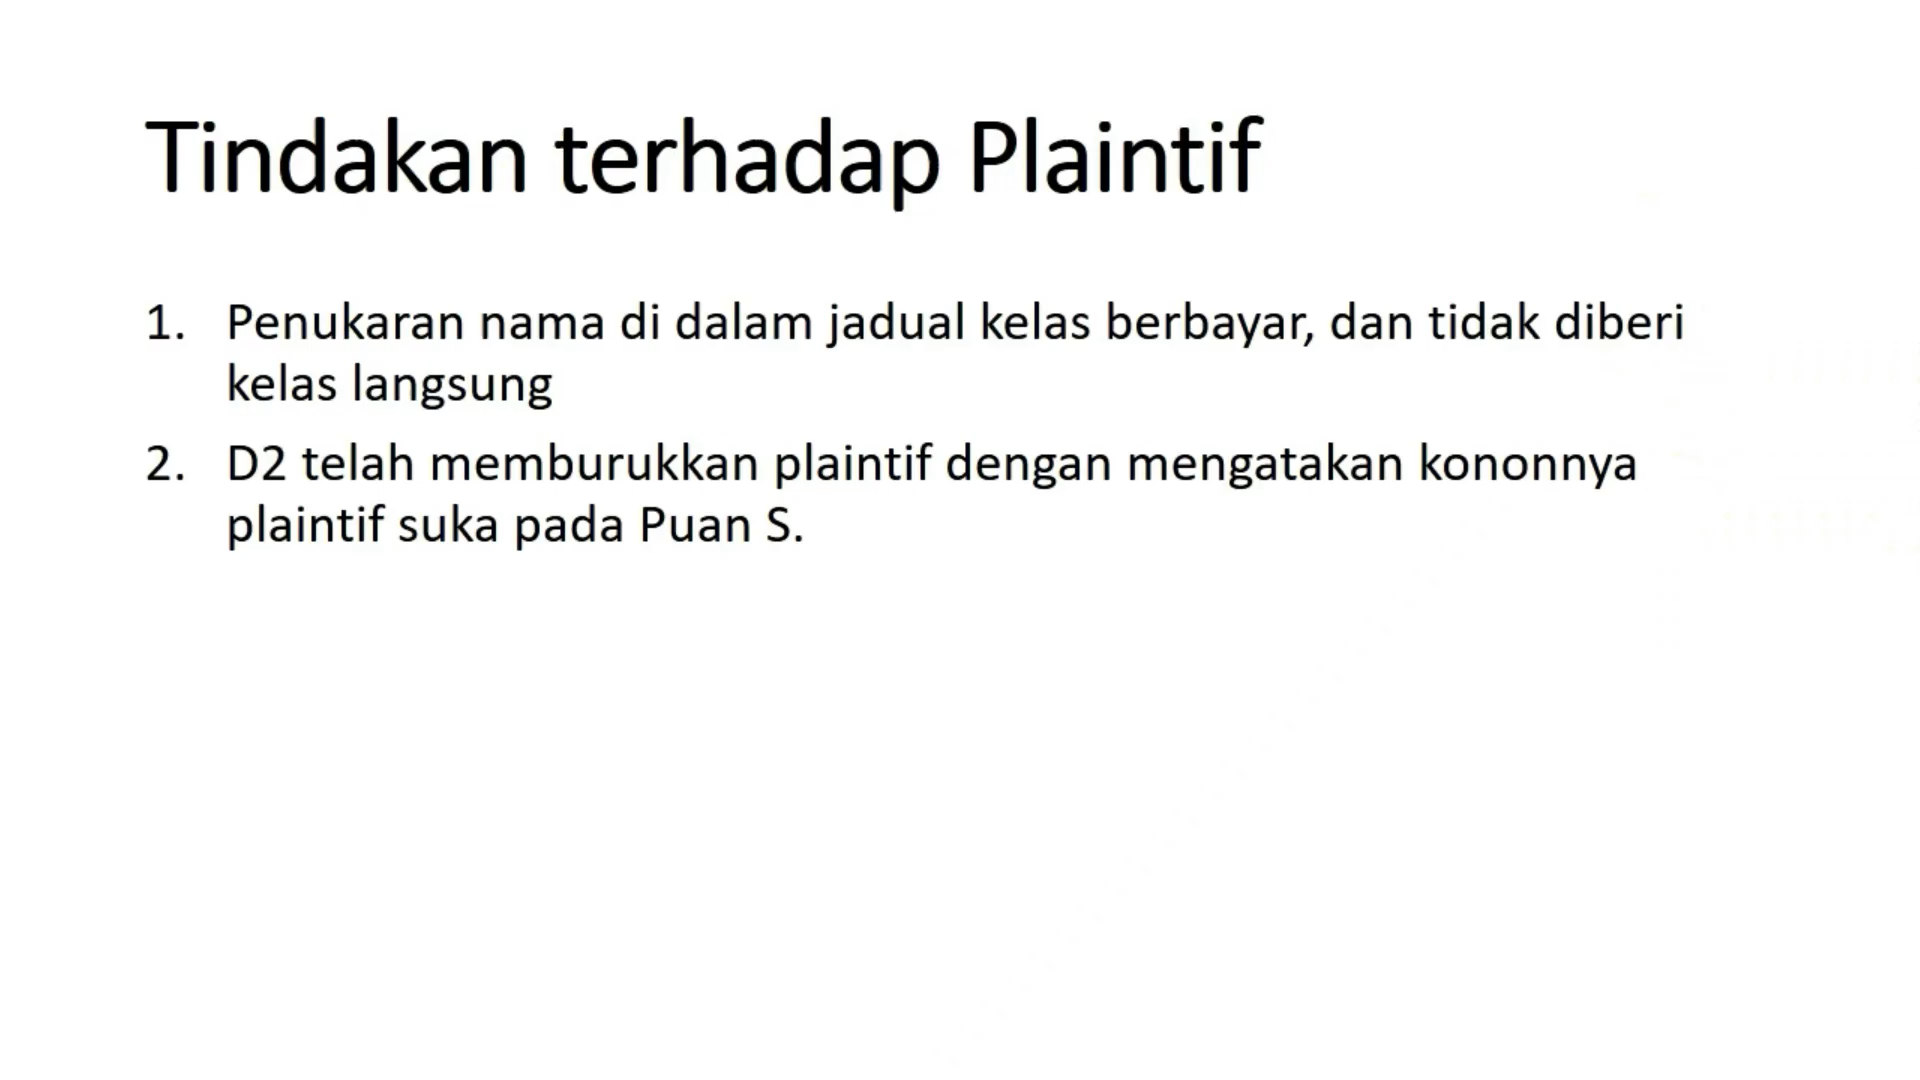 Tindakan terhadap Plaintif
1. Penukaran nama di dalam jadual kelas berbayar, dan tidak diberi
kelas langsung
2. D2 telah memburukkan plaintif dengan mengatakan kononnya
plaintif suka pada Puan S.